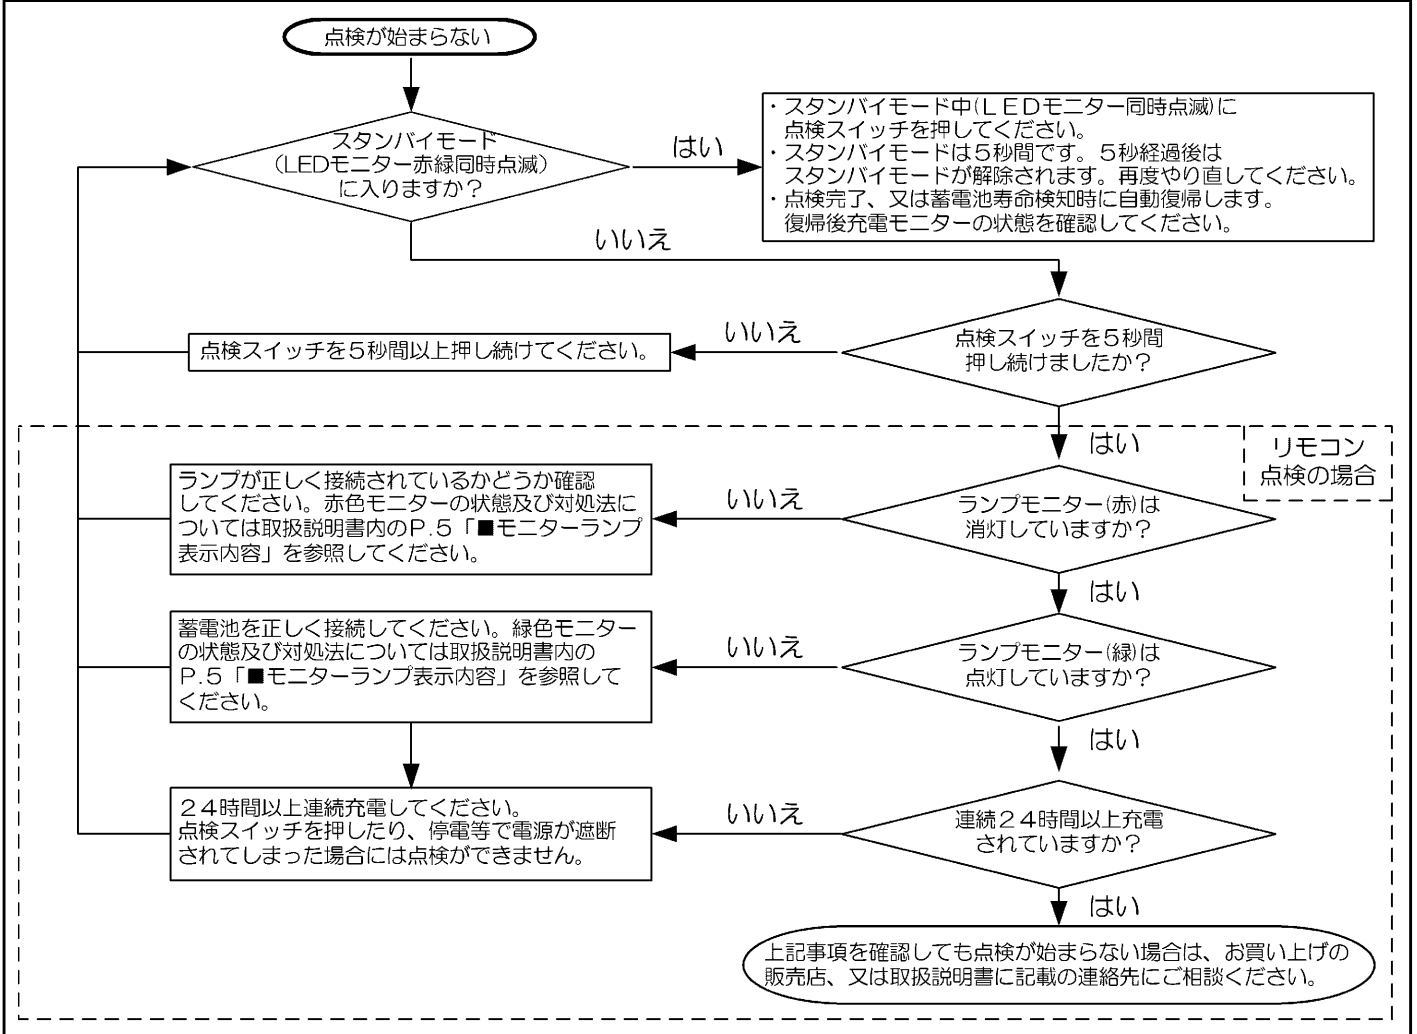 点検が始まらない
スタンバイモード
(LEDモニター赤緑同時点滅)
に入りますか？
はい
・スタンバイモード中(ＬＥＤモニター同時点滅)に
点検スイッチを押してください。
・スタンバイモードは５秒間です。５秒経過後は
スタンバイモードが解除されます。再度やり直してください。
・点検完了、又は蓄電池寿命検知時に自動復帰します。
復帰後充電モニターの状態を確認してください。
いいえ
点検スイッチを５秒間
押し続けましたか？
いいえ
点検スイッチを５秒間以上押し続けてください。
はい
リモコン
点検の場合
ランプモニター(赤)は
消灯していますか？
いいえ
ランプが正しく接続されているかどうか確認
してください。赤色モニターの状態及び対処法に
ついては取扱説明書内のＰ.５「■モニターランプ
表示内容」を参照してください。
はい
ランプモニター(緑)は
点灯していますか？
いいえ
蓄電池を正しく接続してください。緑色モニター
の状態及び対処法については取扱説明書内の
Ｐ.５「■モニターランプ表示内容」を参照して
ください。
はい
連続２４時間以上充電
されていますか？
いいえ
２４時間以上連続充電してください。
点検スイッチを押したり、停電等で電源が遮断
されてしまった場合には点検ができません。
はい
上記事項を確認しても点検が始まらない場合は、お買い上げの
販売店、又は取扱説明書に記載の連絡先にご相談ください。